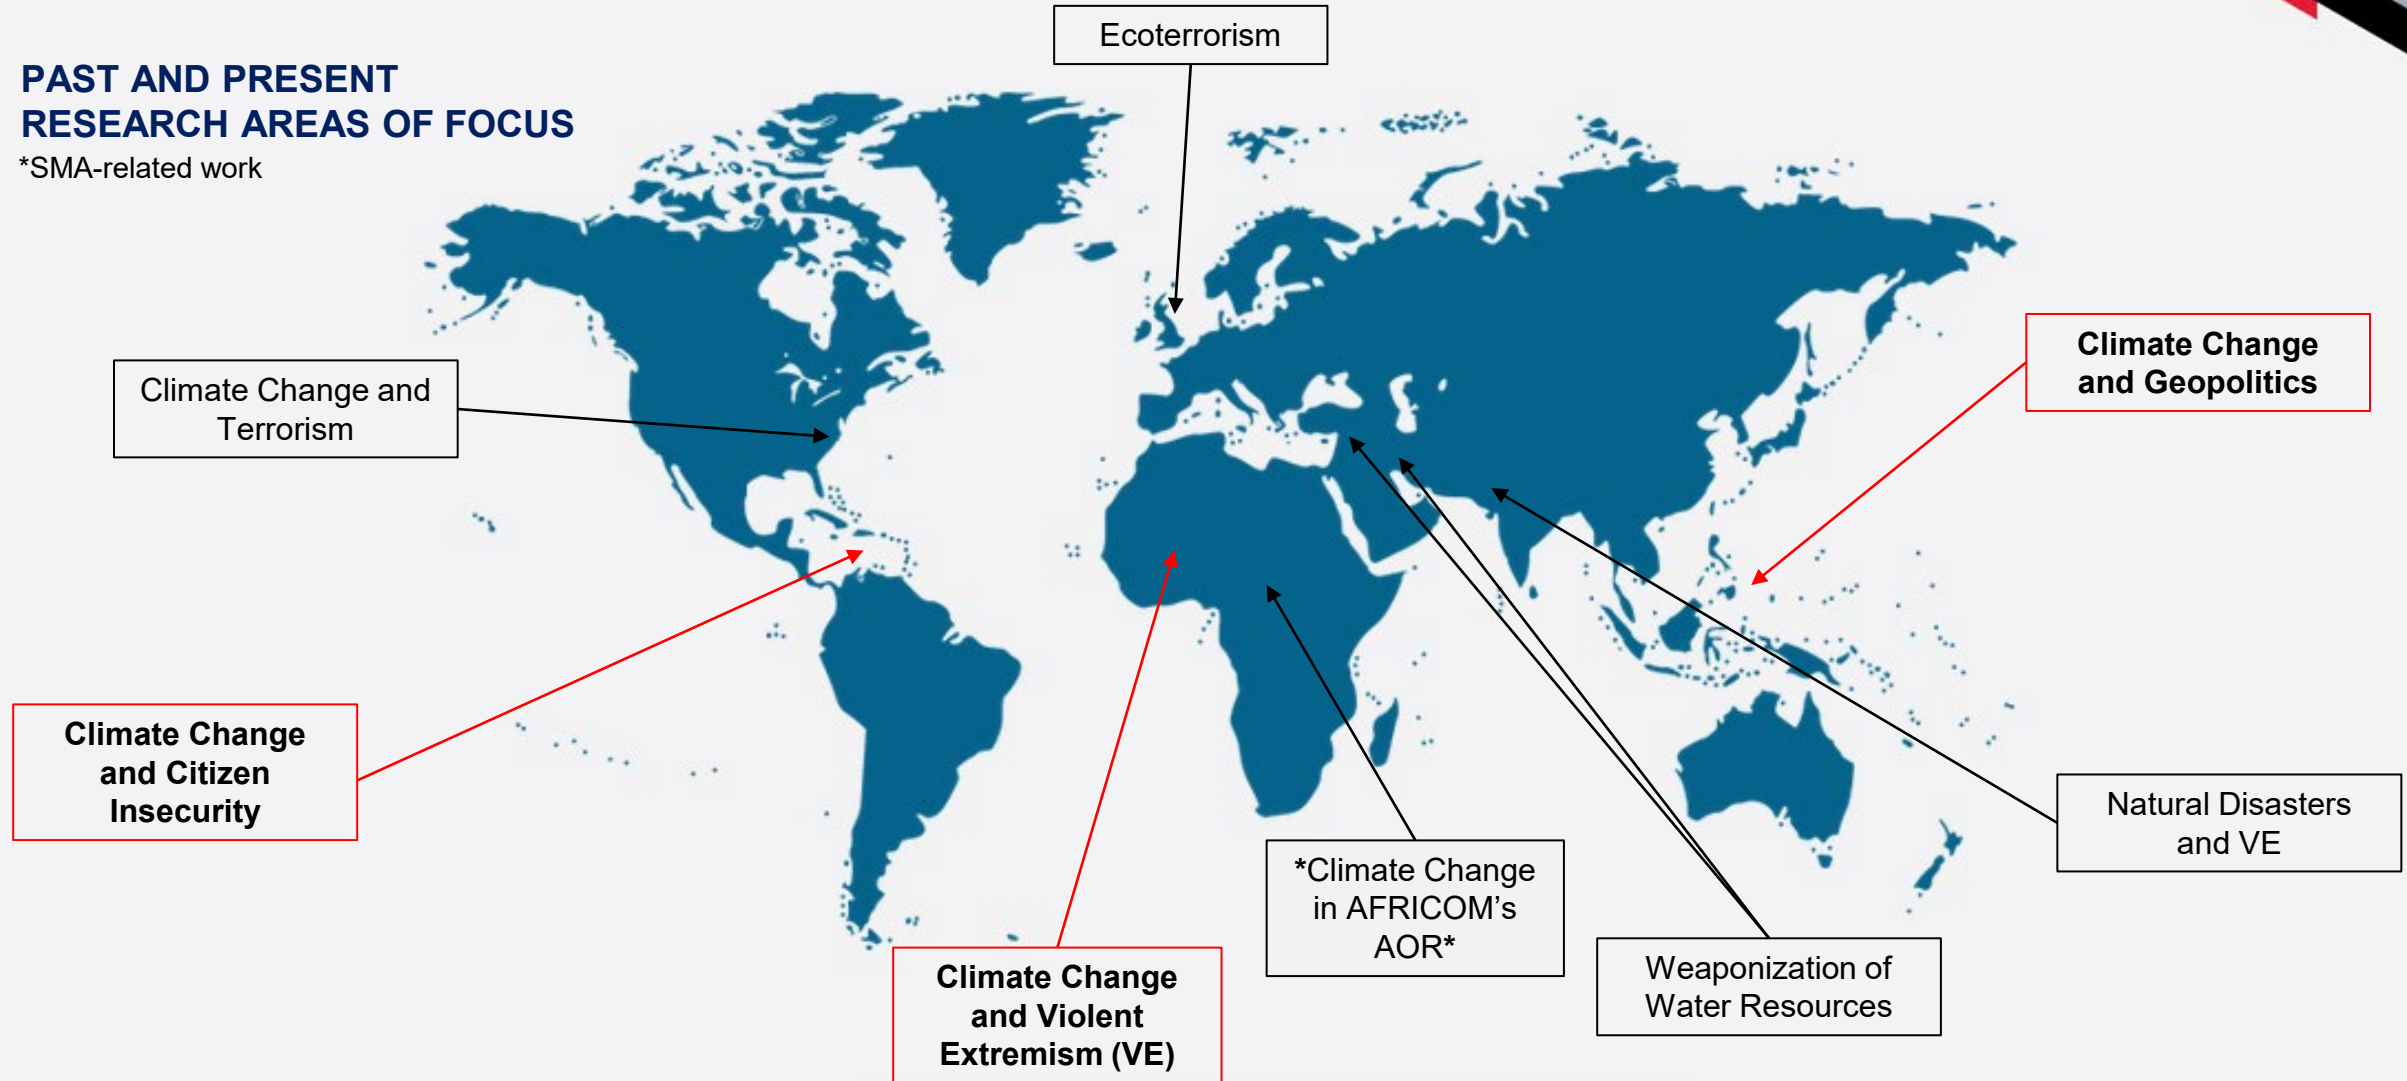 PAST AND PRESENT
RESEARCH AREAS OF FOCUS
*SMA-related work
Ecoterrorism
Climate Change and
Terrorism
Climate Change
and Geopolitics
Climate Change
and Citizen
Insecurity
Climate Change
and Violent
Extremism (VE)
*Climate Change
in AFRICOM’s
AOR*
Weaponization of
Water Resources
Natural Disasters
and VE